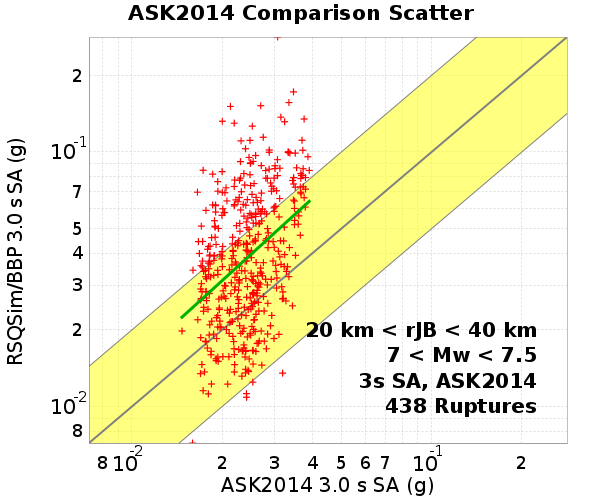 ASK2014 Comparison Scatter
RSQSim/BBP 3.0 s SA (g)
2
10-1
7
5
4
3
2
10-2
8
20 km < rJB < 40 km
7 < Mw < 7.5
3s SA, ASK2014
438 Ruptures
8 10-2 2 3 4 5 6 7 10-1 2
ASK2014 3.0 s SA (g)